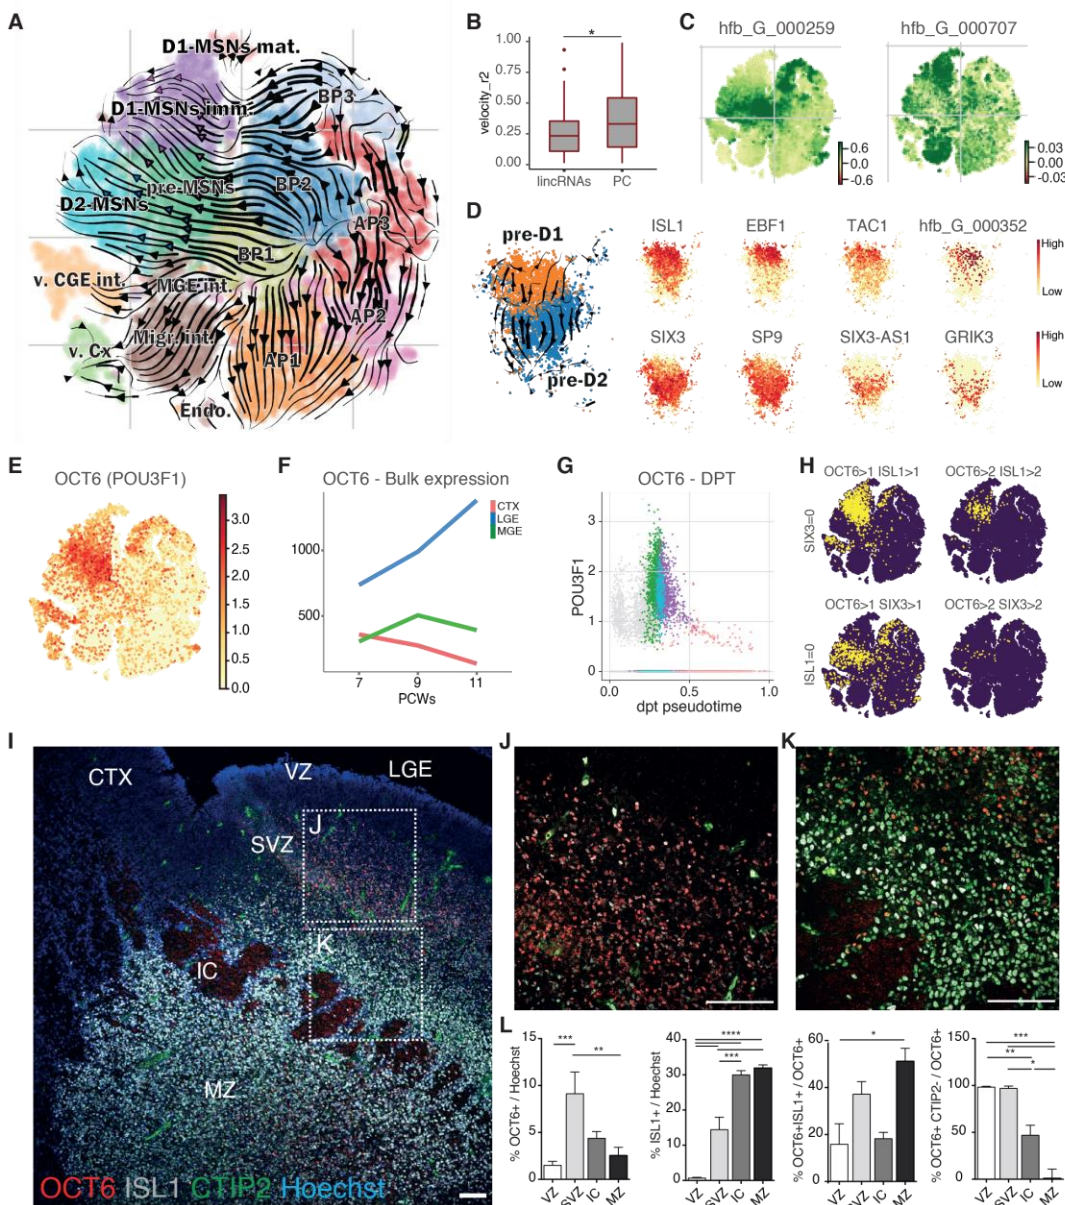 A
D1-MSNs mat.
D1-MSNs imm.
BP3
pre-MSNs
BP2
D2-MSNs
AP3
BP1
v. CGE int.
MGE int.
AP2
Migr. int.
v. Cx
AP1
Endo.
B
velocity_r2
1.00
*
0.75
0.50
0.25
0.00
lincRNAs
PC
C
hfb_G_000259
hfb_G_000707
0.6
0.0
-0.6
0.03
0.00
-0.03
D
pre-D1
pre-D2
ISL1
EBF1
TAC1
hfb_G_000352
High
Low
SIX3
SP9
SIX3-AS1
GRIK3
High
Low
E
OCT6 (POU3F1)
3.0
2.5
2.0
1.5
1.0
0.5
0.0
F
OCT6 - Bulk expression
CTX
LGE
MGE
1000
500
7
9
11
PCWs
G
OCT6 - DPT
POU3F1
3
2
1
0
0.0
0.5
1.0
dpt pseudotime
H
OCT6>1 ISL1>1
OCT6>2 ISL1>2
SIX3=0
OCT6>1 SIX3>1
OCT6>2 SIX3>2
ISL1=0
I
CTX
VZ
LGE
J
SVZ
K
IC
MZ
OCT6 ISL1 CTIP2 Hoechst
J
K
L
% OCT6+ / Hoechst
15
10
5
0
***
**
VZ
SVZ
IC
MZ
% ISL1+ / Hoechst
40
30
20
10
0
****
***
VZ
SVZ
IC
MZ
% OCT6+ISL1+ / OCT6+
60
40
20
0
*
VZ
SVZ
IC
MZ
% OCT6+ CTIP2- / OCT6+
150
100
50
0
***
**
*
VZ
SVZ
IC
MZ